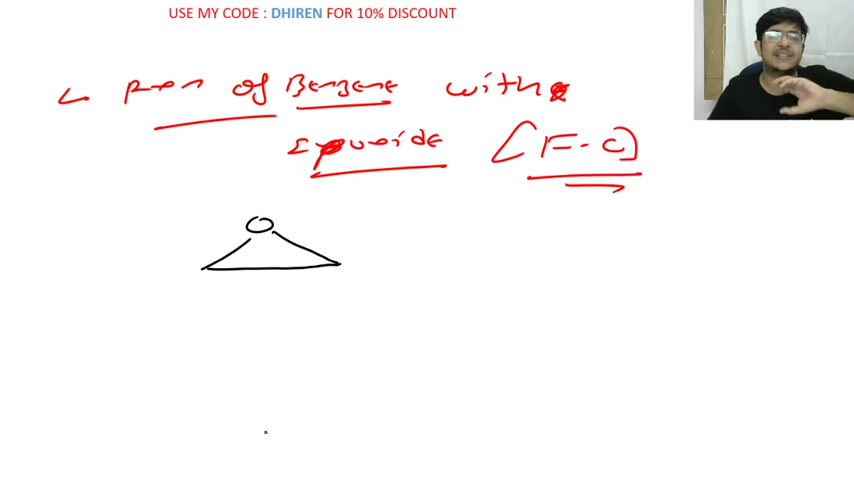 USE MY CODE : DHIREN FOR 10% DISCOUNT
rxn of Benzene with
Epoxide [F-C]
O